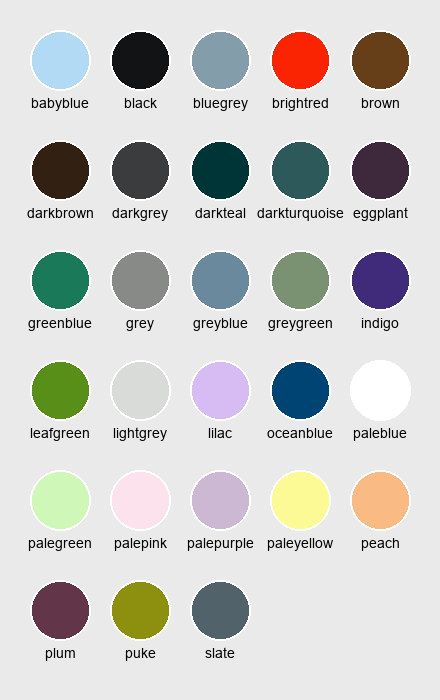 babyblue black bluegrey brightred brown
darkbrown darkgrey darkteal darkturquoise eggplant
greenblue grey greyblue greygreen indigo
leafgreen lightgrey lilac oceanblue paleblue
palegreen palepink palepurple paleyellow peach
plum puke slate